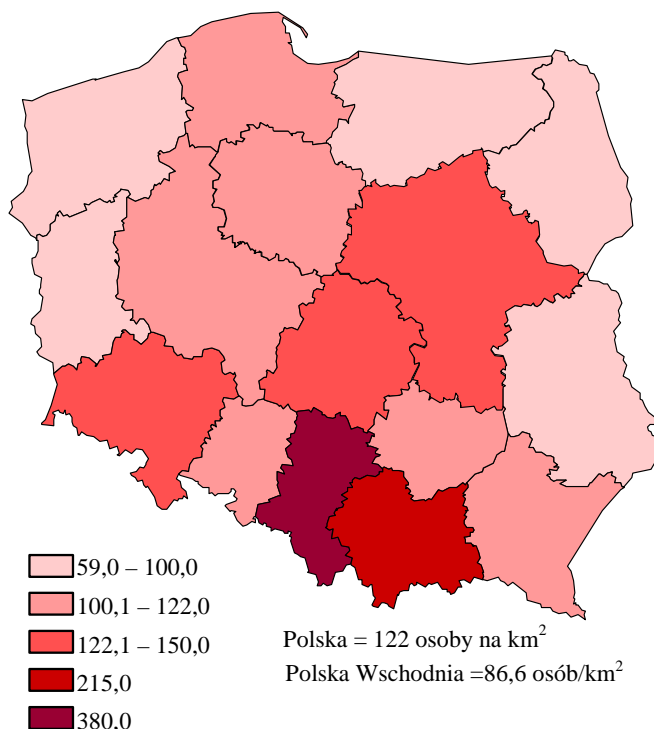 59,0 – 100,0
100,1 – 122,0
122,1 – 150,0
215,0
380,0
Polska = 122 osoby na km²
Polska Wschodnia =86,6 osób/km²